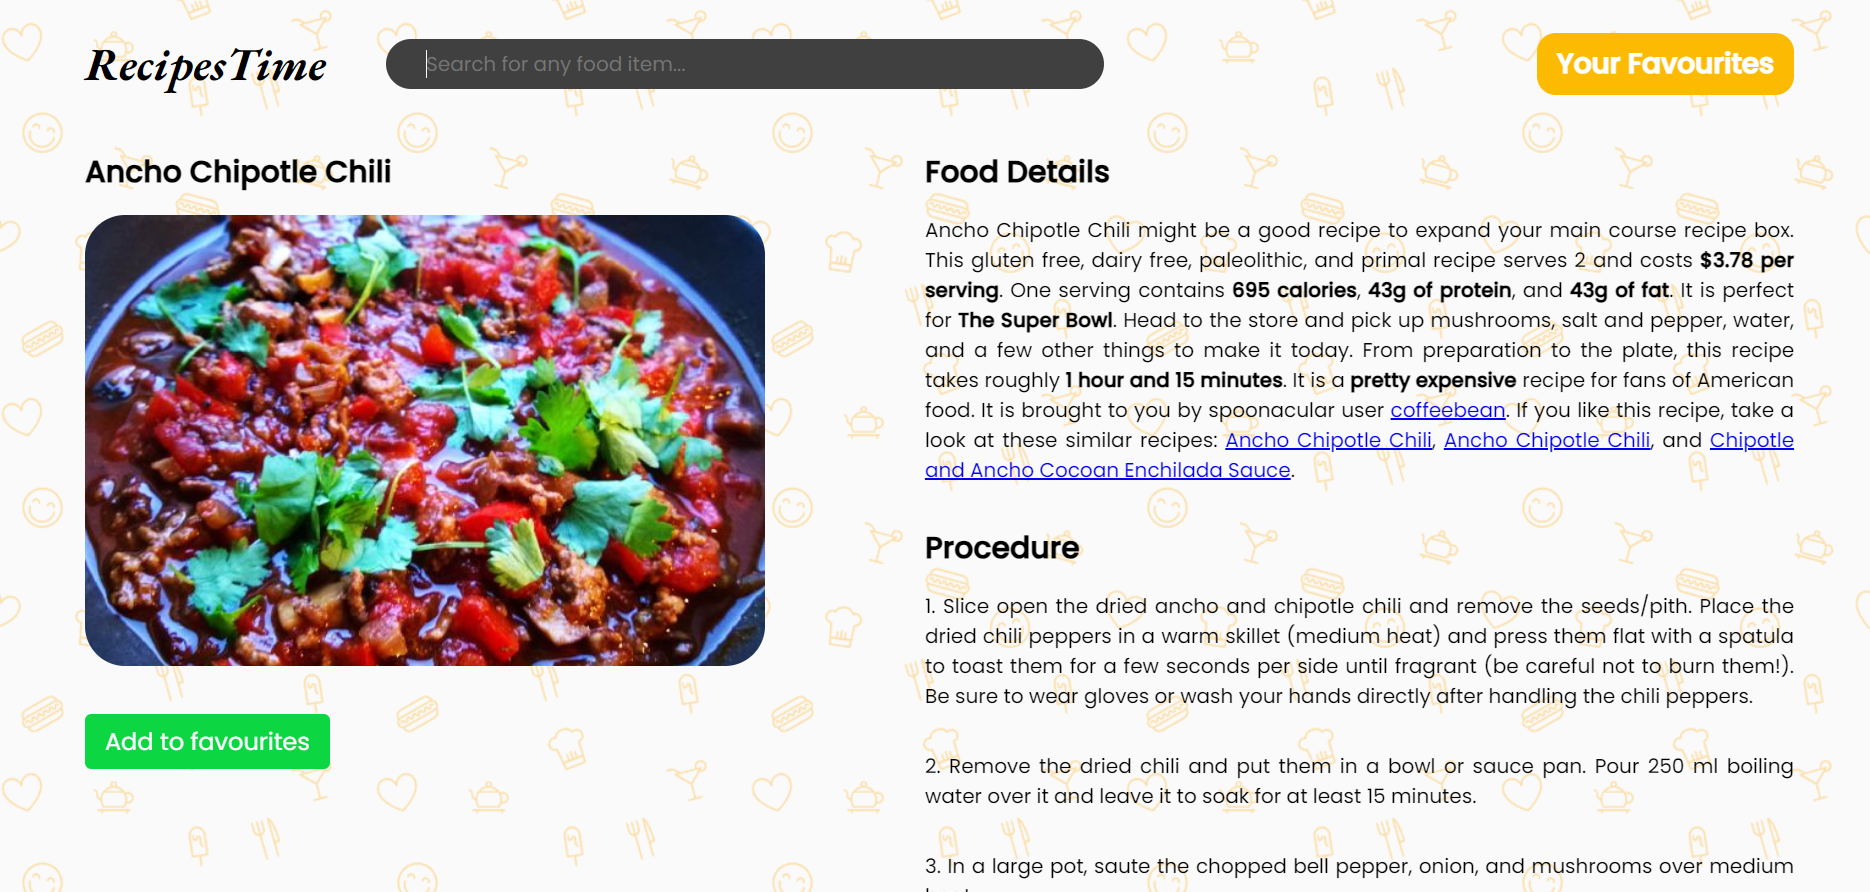 RecipesTime
Search for any food item...
Your Favourites
Ancho Chipotle Chili
Add to favourites
Food Details
Ancho Chipotle Chili might be a good recipe to expand your main course recipe box.
This gluten free, dairy free, paleolithic, and primal recipe serves 2 and costs $3.78 per
serving. One serving contains 695 calories, 43g of protein, and 43g of fat. It is perfect
for The Super Bowl. Head to the store and pick up mushrooms, salt and pepper, water,
and a few other things to make it today. From preparation to the plate, this recipe
takes roughly 1 hour and 15 minutes. It is a pretty expensive recipe for fans of American
food. It is brought to you by spoonacular user coffeebean. If you like this recipe, take a
look at these similar recipes: Ancho Chipotle Chili, Ancho Chipotle Chili, and Chipotle
and Ancho Cocoan Enchilada Sauce.
Procedure
1. Slice open the dried ancho and chipotle chili and remove the seeds/pith. Place the
dried chili peppers in a warm skillet (medium heat) and press them flat with a spatula
to toast them for a few seconds per side until fragrant (be careful not to burn them!).
Be sure to wear gloves or wash your hands directly after handling the chili peppers.
2. Remove the dried chili and put them in a bowl or sauce pan. Pour 250 ml boiling
water over it and leave it to soak for at least 15 minutes.
3. In a large pot, saute the chopped bell pepper, onion, and mushrooms over medium